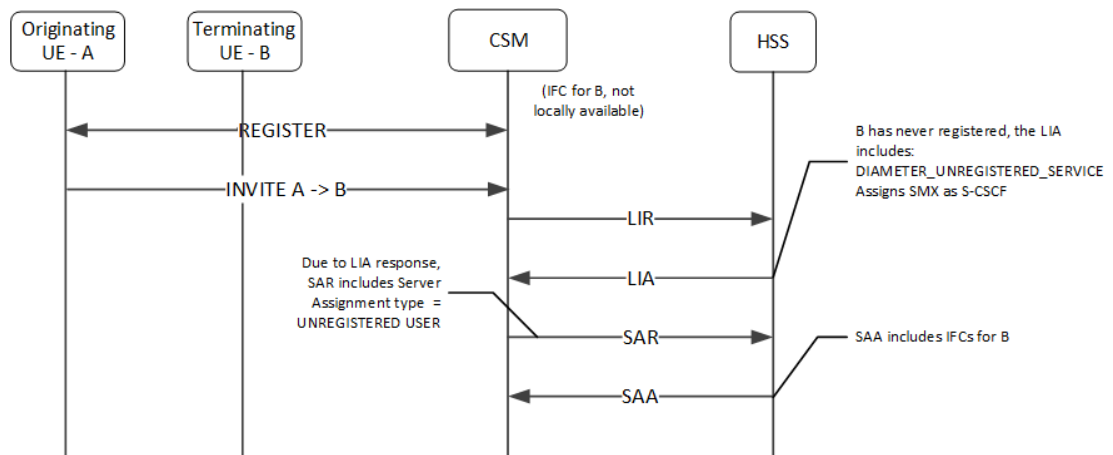 Originating
UE - A
Terminating
UE - B
CSM
HSS
(IFC for B, not
locally available)
REGISTER
B has never registered, the LIA
includes:
DIAMETER_UNREGISTERED_SERVICE
Assigns SMX as S-CSCF
INVITE A -> B
LIR
Due to LIA response,
SAR includes Server
Assignment type =
UNREGISTERED USER
LIA
SAR
SAA includes IFCs for B
SAA